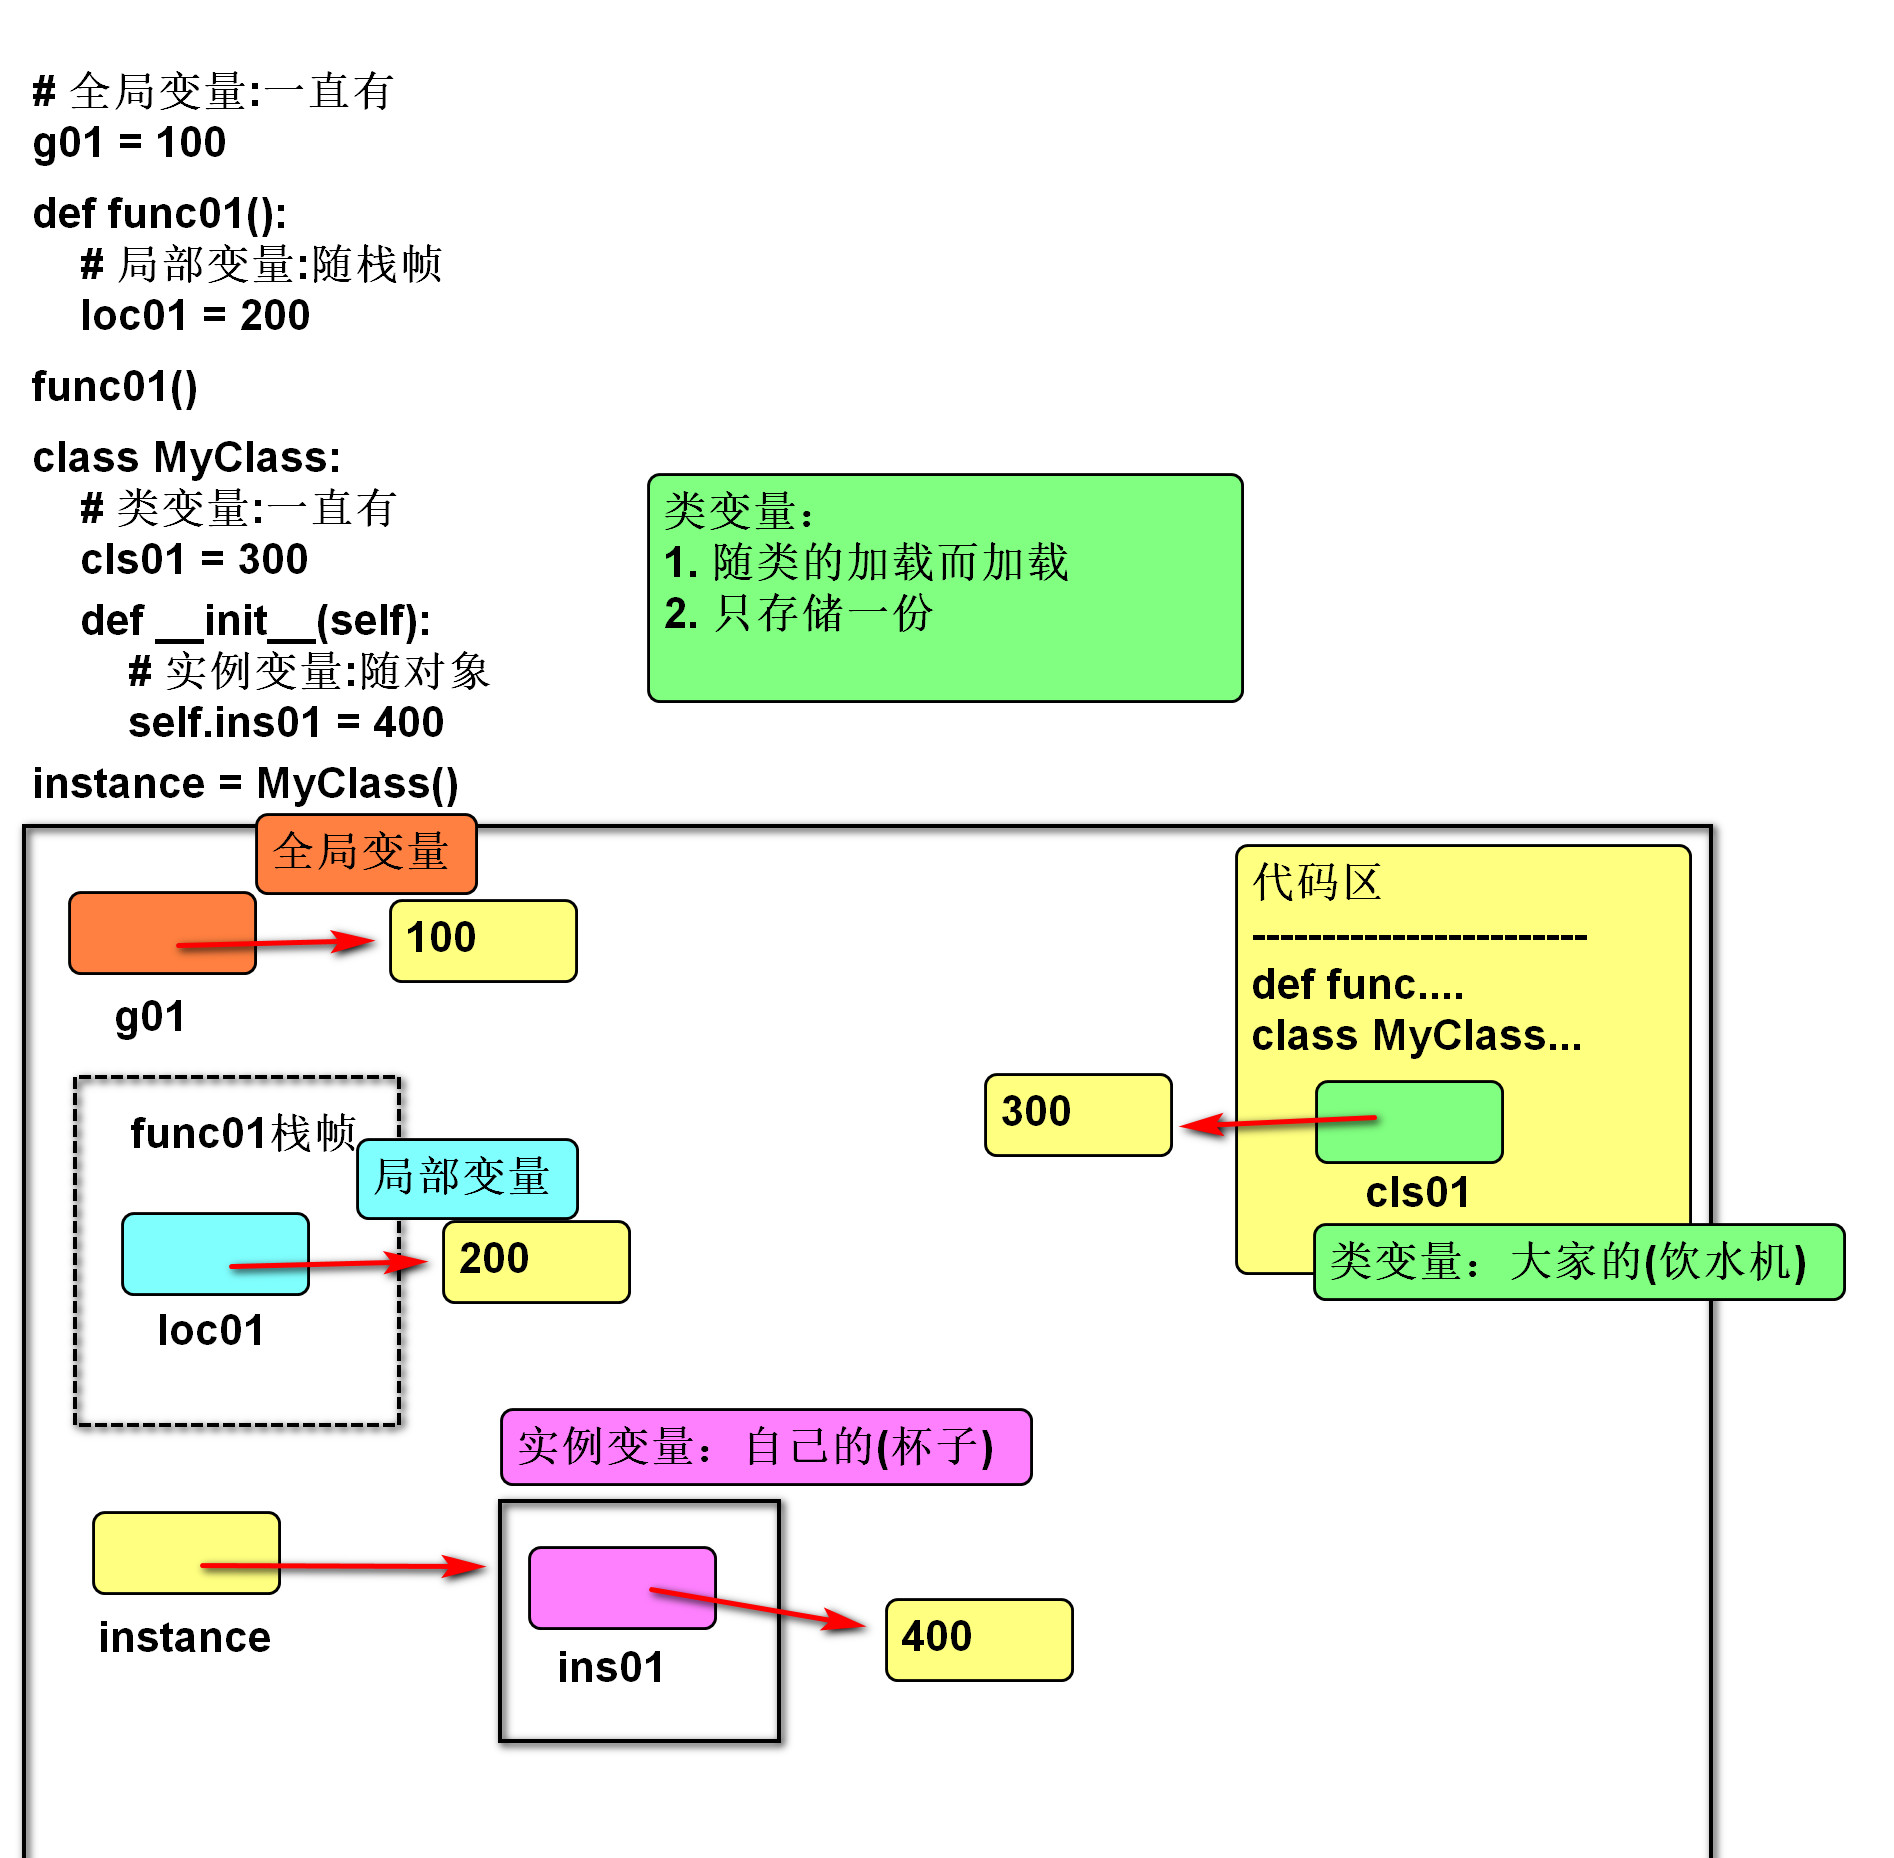 # 全局变量:一直有
g01 = 100
def func01():
# 局部变量:随栈帧
loc01 = 200
func01()
class MyClass:
# 类变量:一直有
cls01 = 300
def __init__(self):
# 实例变量:随对象
self.ins01 = 400
instance = MyClass()
类变量：
1. 随类的加载而加载
2. 只存储一份
全局变量
100
g01
代码区
------------------------
def func....
class MyClass...
300
cls01
类变量：大家的(饮水机)
func01栈帧
局部变量
200
loc01
实例变量：自己的(杯子)
instance
ins01
400